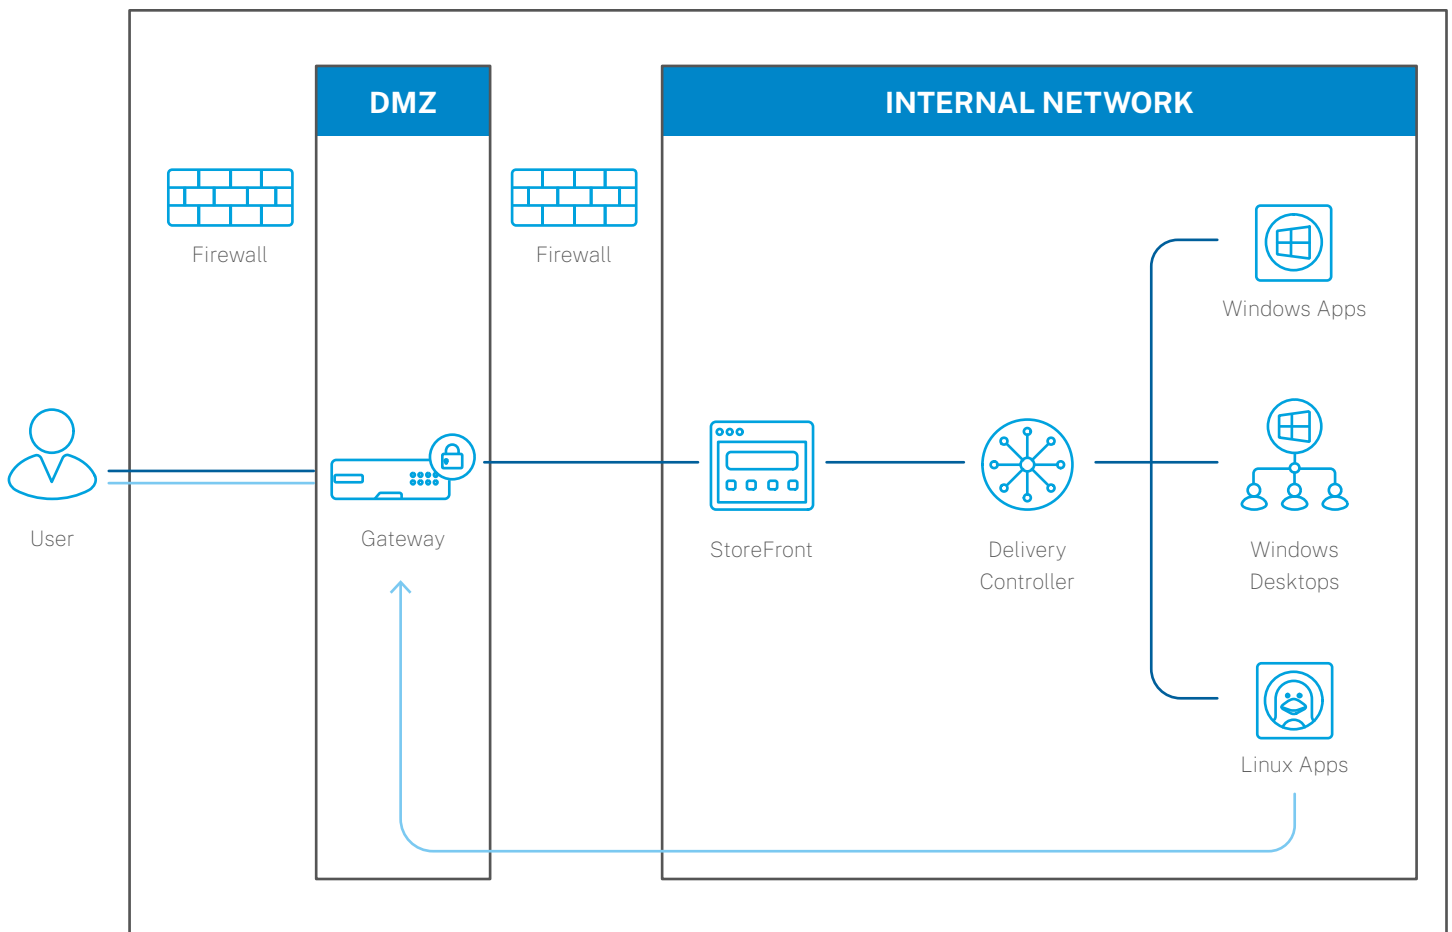 DMZ
INTERNAL NETWORK
Firewall
Firewall
Windows Apps
User
Gateway
StoreFront
Delivery
Controller
Windows
Desktops
Linux Apps